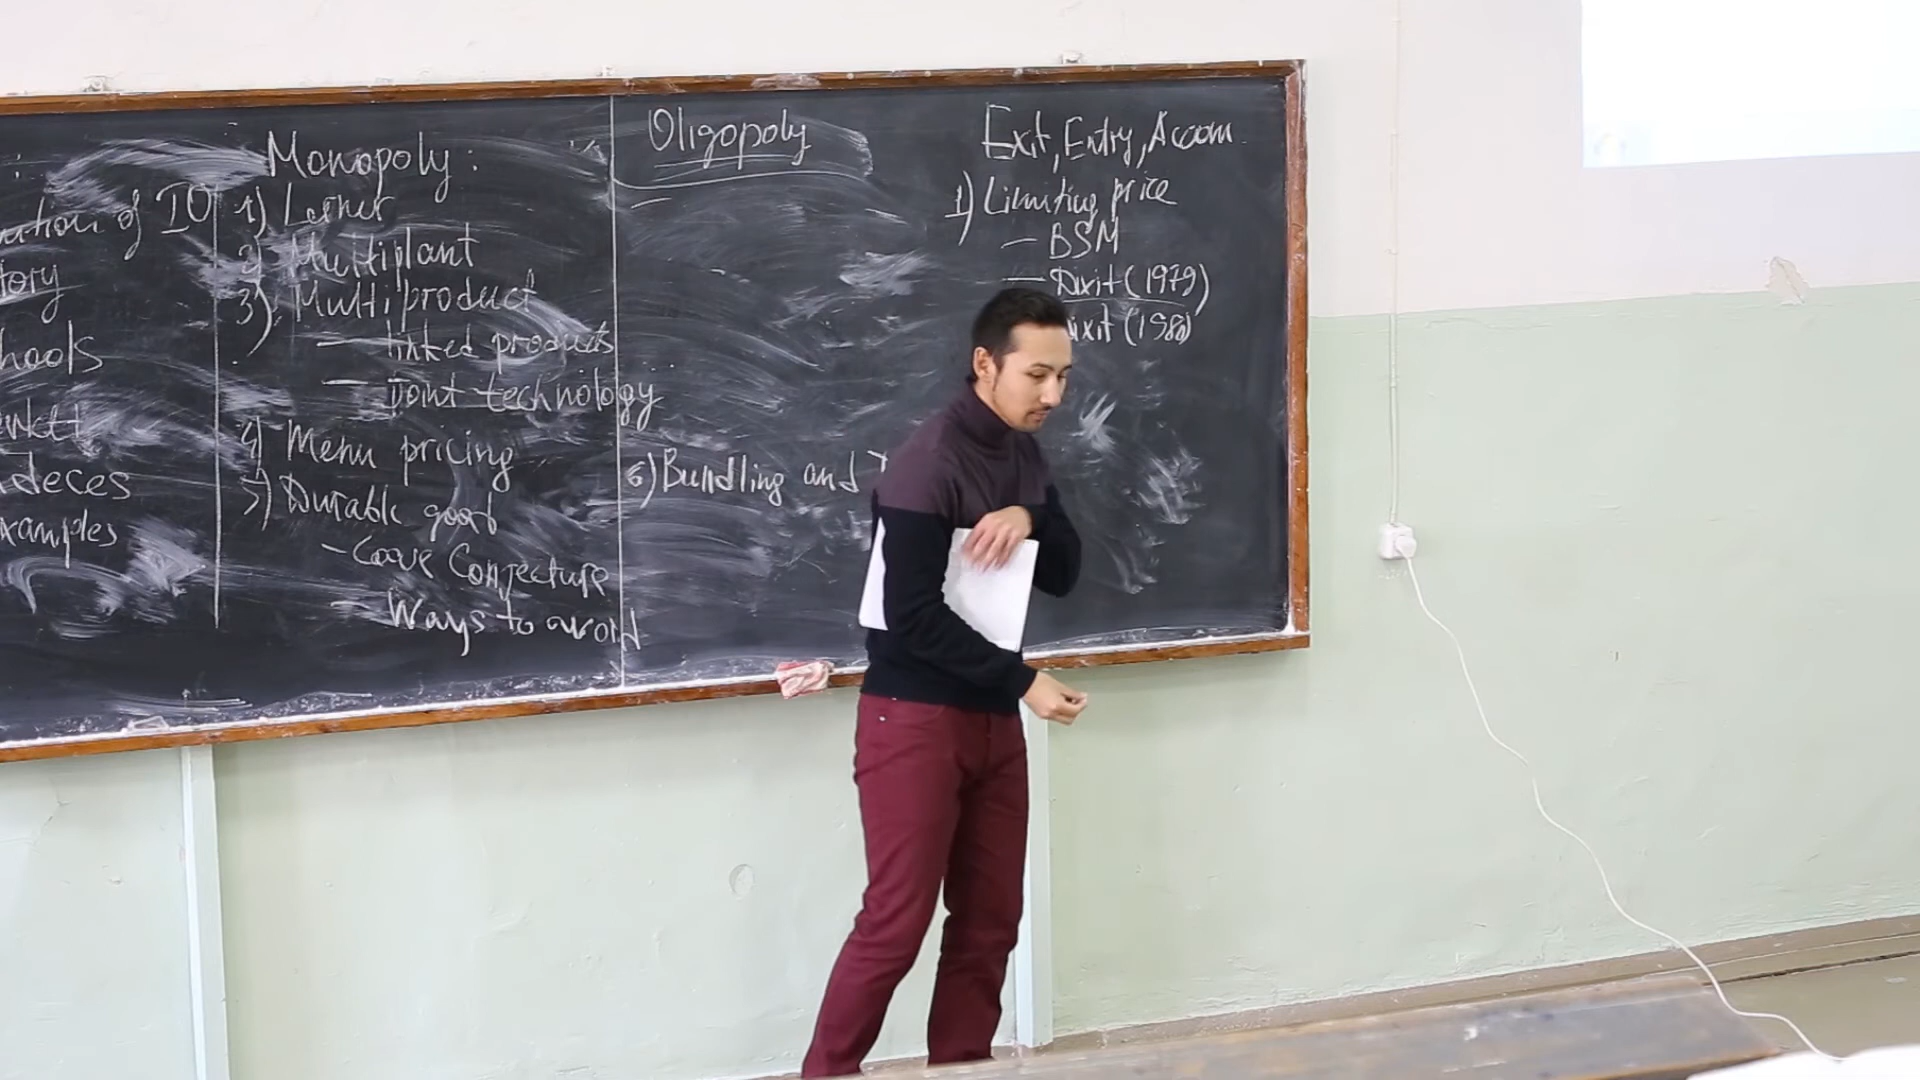 ation of IO
tory
hools
deces
xamples
Monopoly:
1) Lerner
2) Multiplant
3) Multiproduct
— linked products
— joint technology
4) Menu pricing
5) Durable good
- Coase Conjecture
- Ways to avoid
Oligopoly
6) Bundling and
Exit, Entry, Accom.
1) Limiting price
— BSM
— Dixit (1979)
ixit (1980)